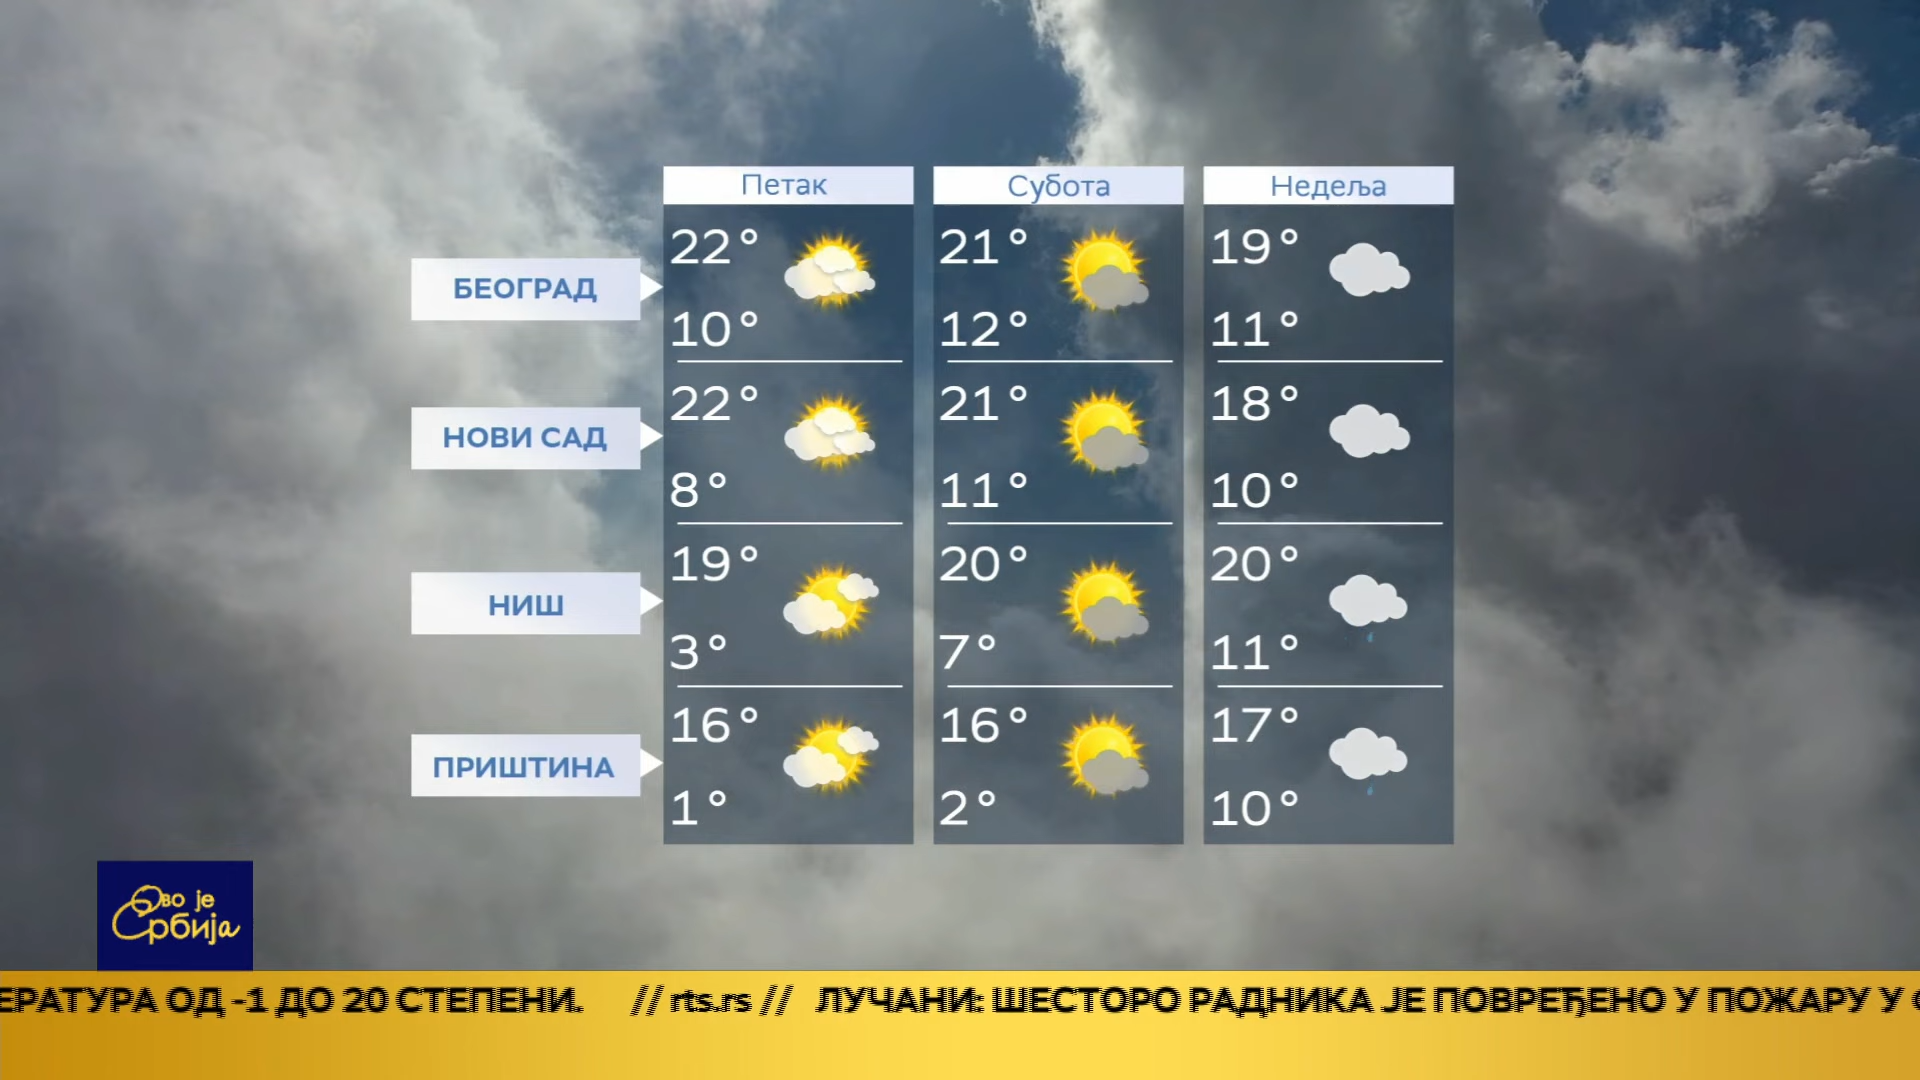 Петак Субота Недеља
БЕОГРАД
22° 21° 19°
10° 12° 11°
НОВИ САД
22° 21° 18°
8° 11° 10°
НИШ
19° 20° 20°
3° 7° 11°
ПРИШТИНА
16° 16° 17°
1° 2° 10°
Ово је
Србија
ЕРАТУРА ОД -1 ДО 20 СТЕПЕНИ. // rts.rs // ЛУЧАНИ: ШЕСТОРО РАДНИКА ЈЕ ПОВРЕЂЕНО У ПОЖАРУ У